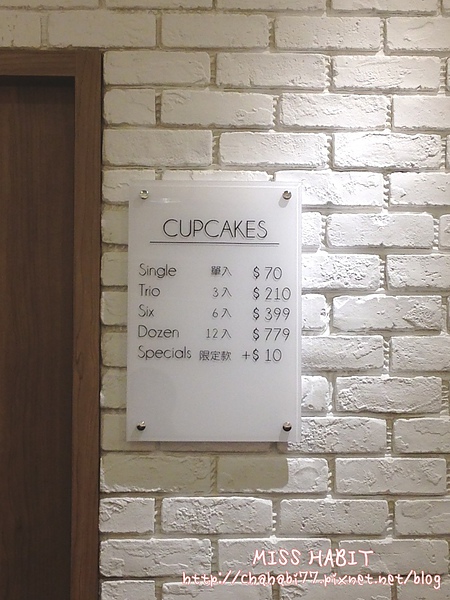 CUPCAKES
Single 單入 $70
Trio 3入 $210
Six 6入 $399
Dozen 12入 $779
Specials 限定款 +$10
MISS HABIT
http://chahabi77.pixnet.net/blog